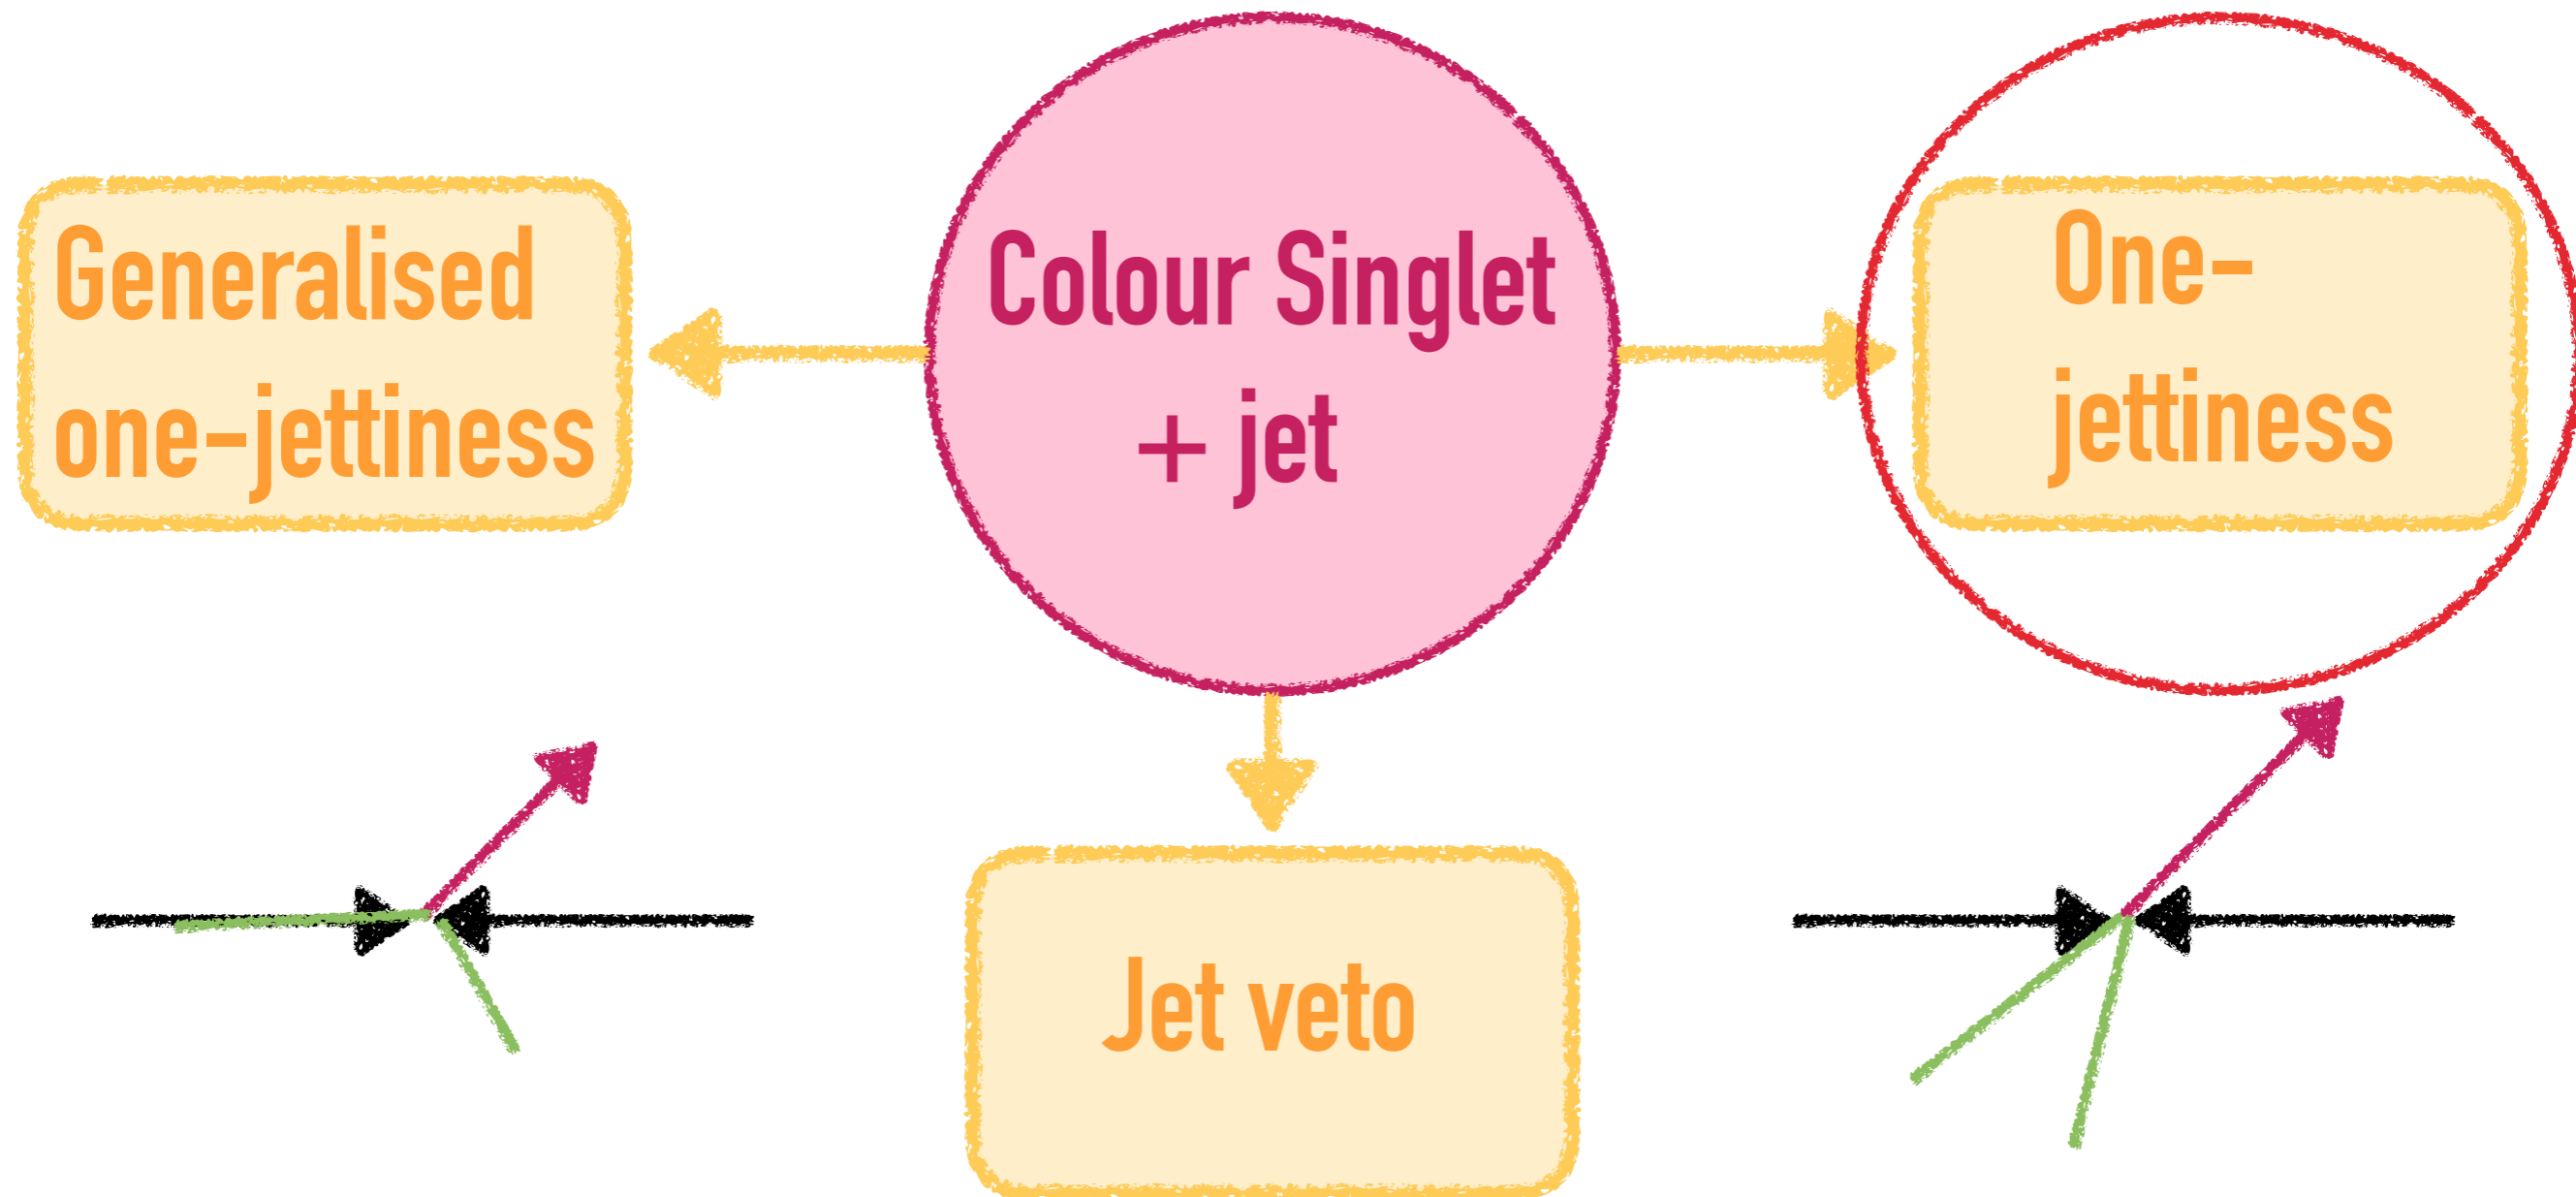 Generalised
one-jettiness
Colour Singlet
+ jet
One-
jettiness
Jet veto